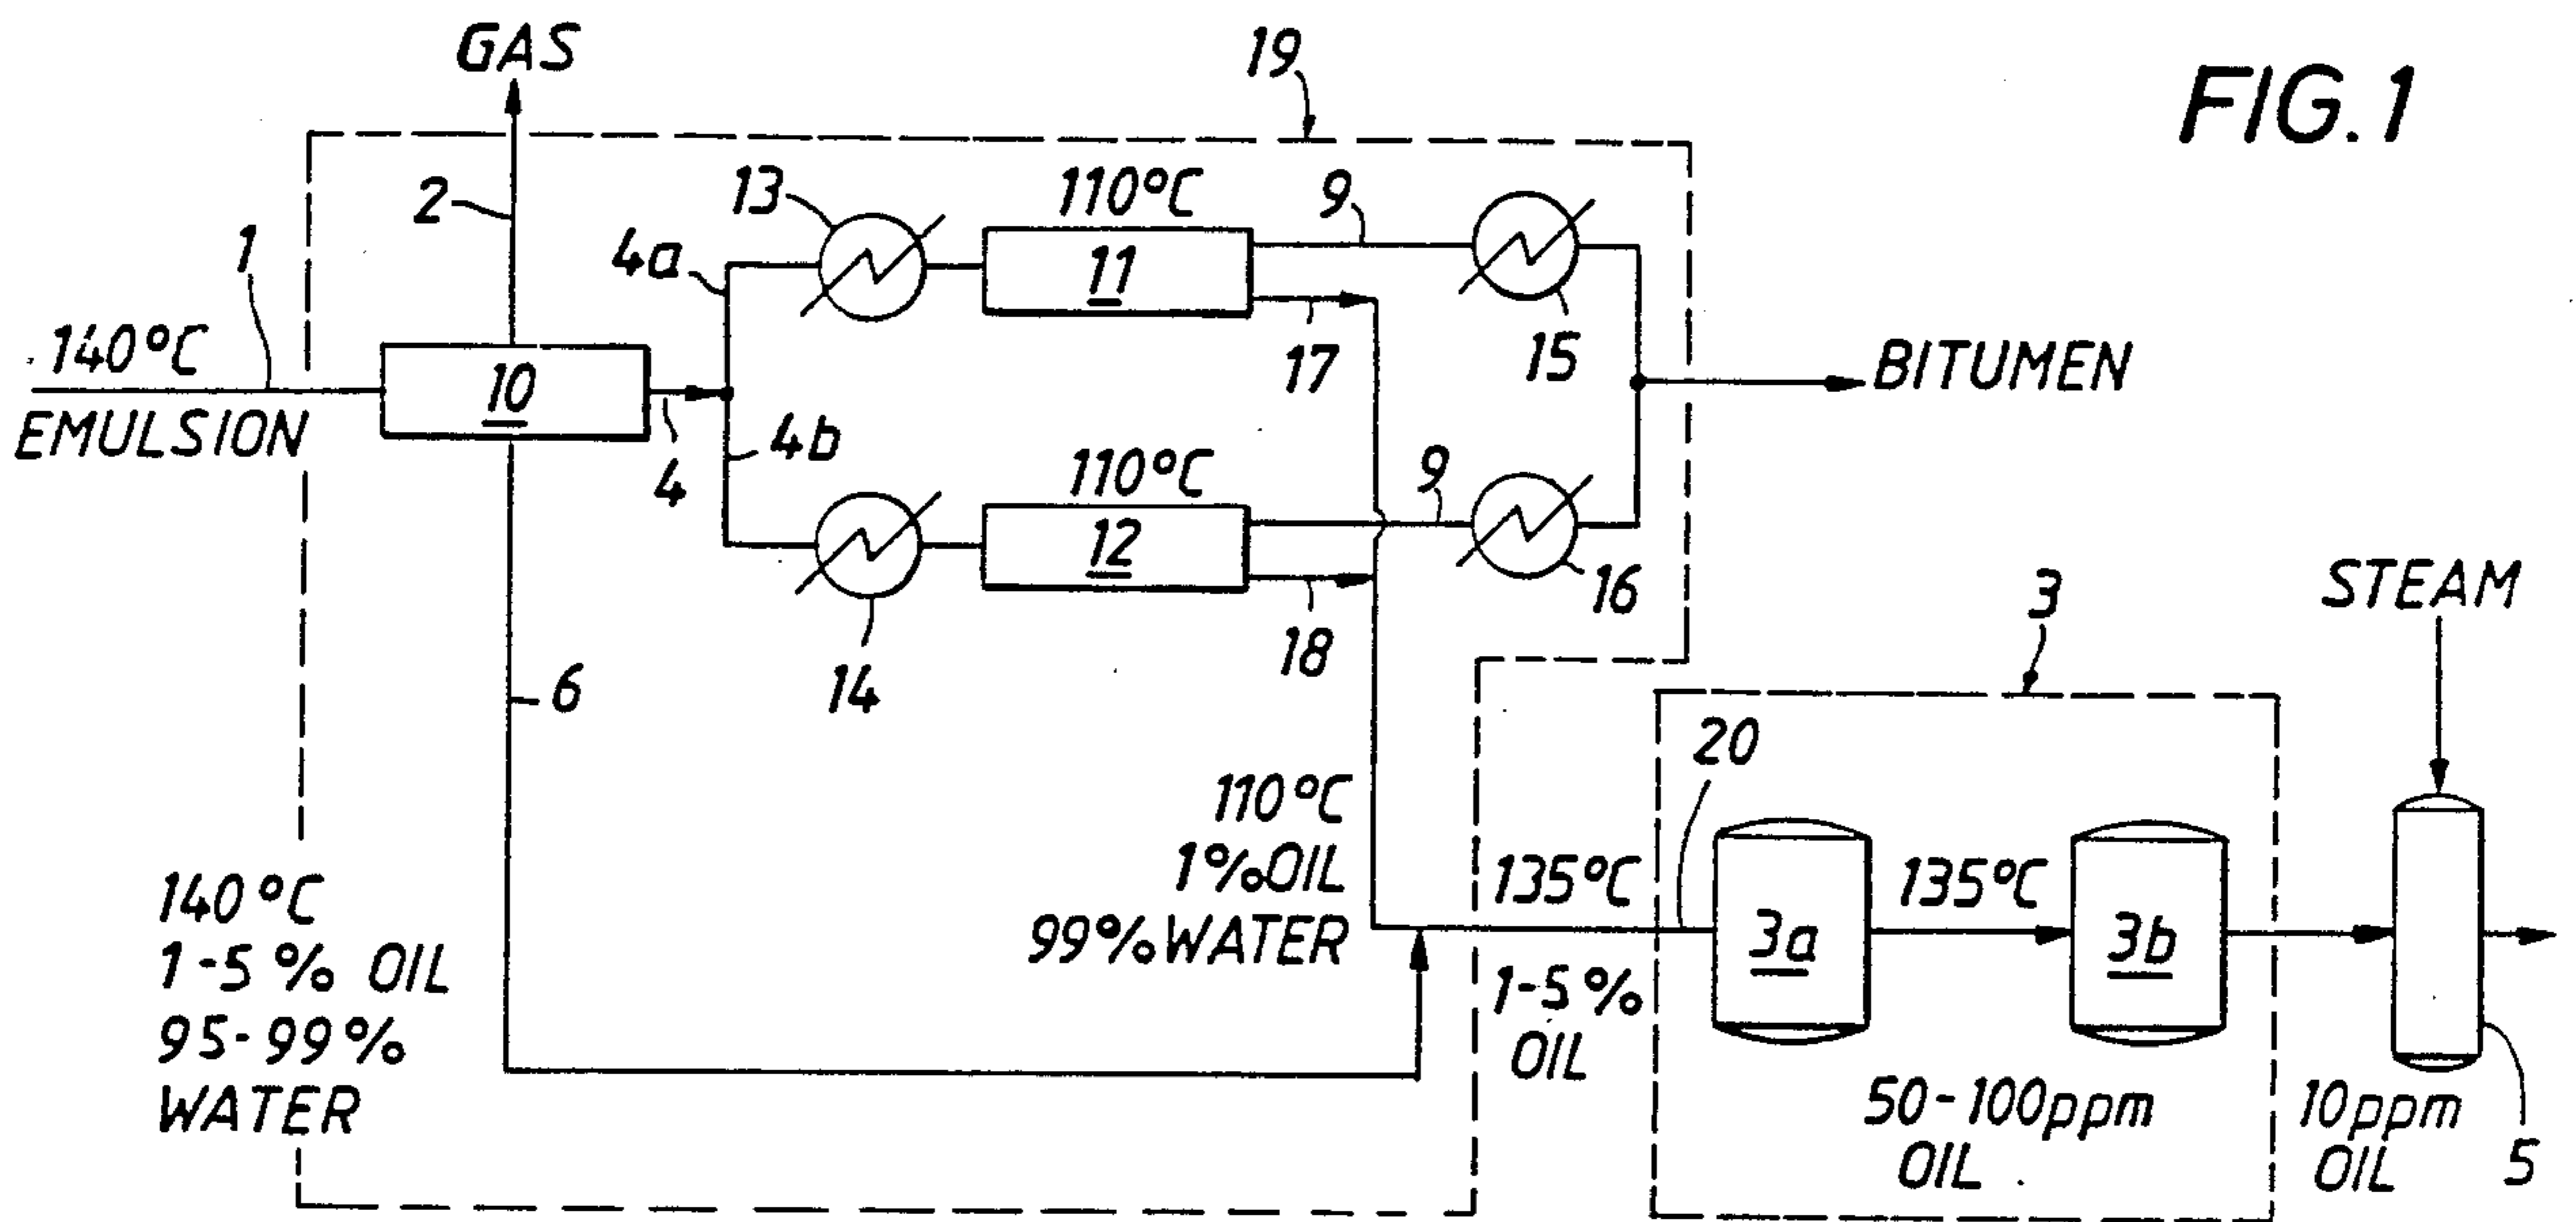 GAS
19
FIG.1
2
13
110°C
9
1
4a
11
140°C
17
15
10
BITUMEN
EMULSION
4b
4
110°C
9
12
16
STEAM
18
3
14
6
20
110°C
1%OIL
99%WATER
135°C
135°C
140°C
1-5% OIL
95-99%
WATER
3a
3b
1-5%
OIL
50-100ppm
OIL
10ppm
OIL
5